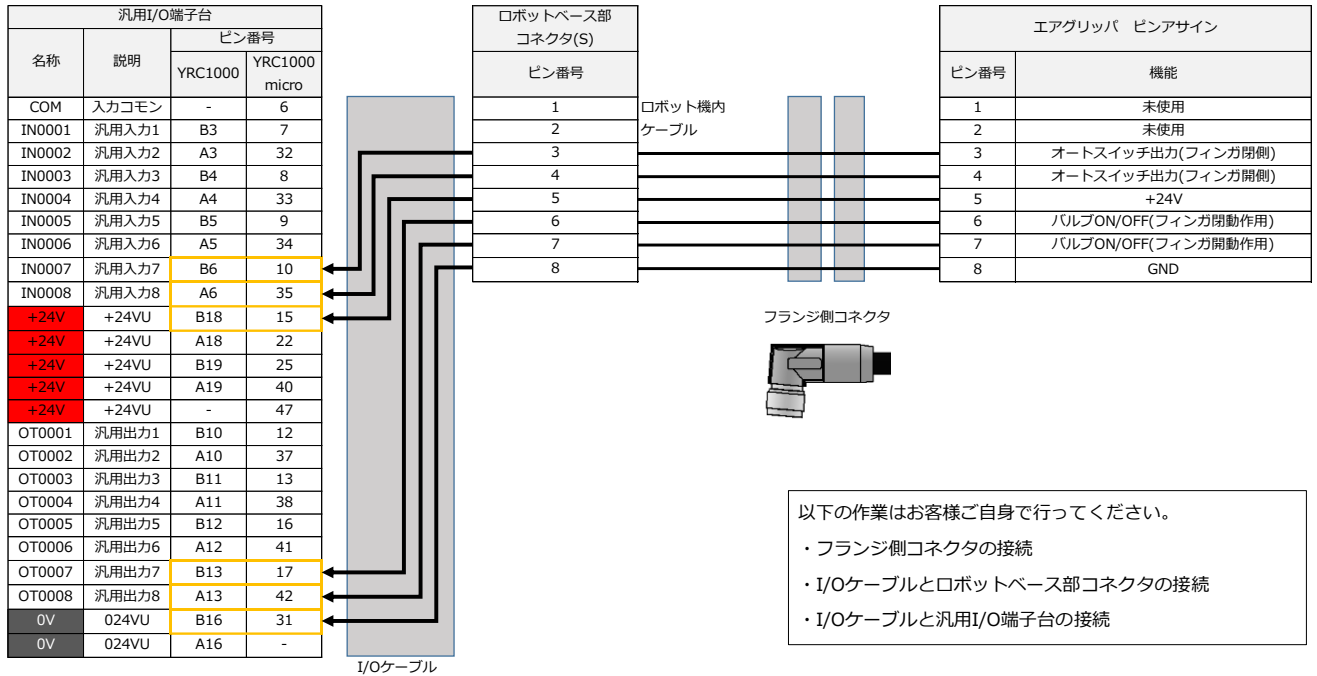 汎用I/O端子台
名称 説明 ピン番号
YRC1000 YRC1000 micro
COM 入力コモン - 6
IN0001 汎用入力1 B3 7
IN0002 汎用入力2 A3 32
IN0003 汎用入力3 B4 8
IN0004 汎用入力4 A4 33
IN0005 汎用入力5 B5 9
IN0006 汎用入力6 A5 34
IN0007 汎用入力7 B6 10
IN0008 汎用入力8 A6 35
+24V +24VU B18 15
+24V +24VU A18 22
+24V +24VU B19 25
+24V +24VU A19 40
+24V +24VU - 47
OT0001 汎用出力1 B10 12
OT0002 汎用出力2 A10 37
OT0003 汎用出力3 B11 13
OT0004 汎用出力4 A11 38
OT0005 汎用出力5 B12 16
OT0006 汎用出力6 A12 41
OT0007 汎用出力7 B13 17
OT0008 汎用出力8 A13 42
0V 024VU B16 31
0V 024VU A16 -
I/Oケーブル
ロボットベース部
コネクタ(S)
ピン番号
1
2
3
4
5
6
7
8
ロボット機内
ケーブル
エアグリッパ ピンアサイン
ピン番号 機能
1 未使用
2 未使用
3 オートスイッチ出力(フィンガ閉側)
4 オートスイッチ出力(フィンガ開側)
5 +24V
6 バルブON/OFF(フィンガ閉動作用)
7 バルブON/OFF(フィンガ開動作用)
8 GND
フランジ側コネクタ
以下の作業はお客様ご自身で行ってください。
・フランジ側コネクタの接続
・I/Oケーブルとロボットベース部コネクタの接続
・I/Oケーブルと汎用I/O端子台の接続